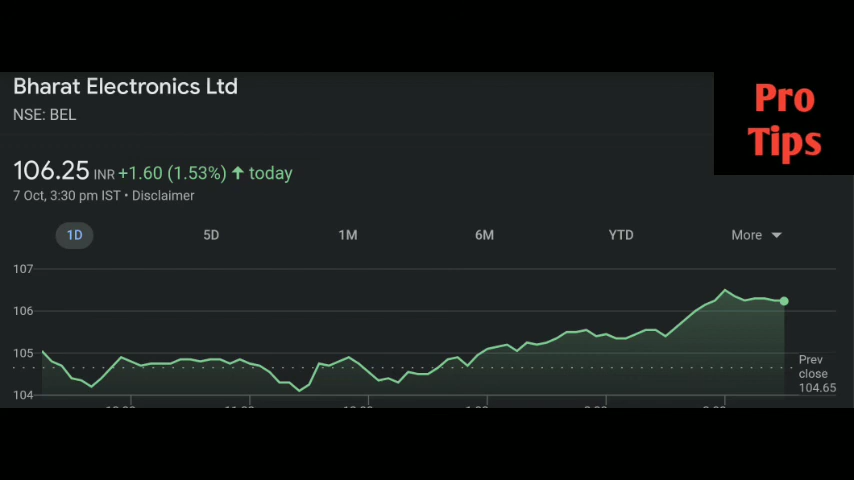 Bharat Electronics Ltd
NSE: BEL
Pro
Tips
106.25 INR +1.60 (1.53%) ↑ today
7 Oct, 3:30 pm IST • Disclaimer
1D 5D 1M 6M YTD More
107
106
105
Prev
close
104.65
104